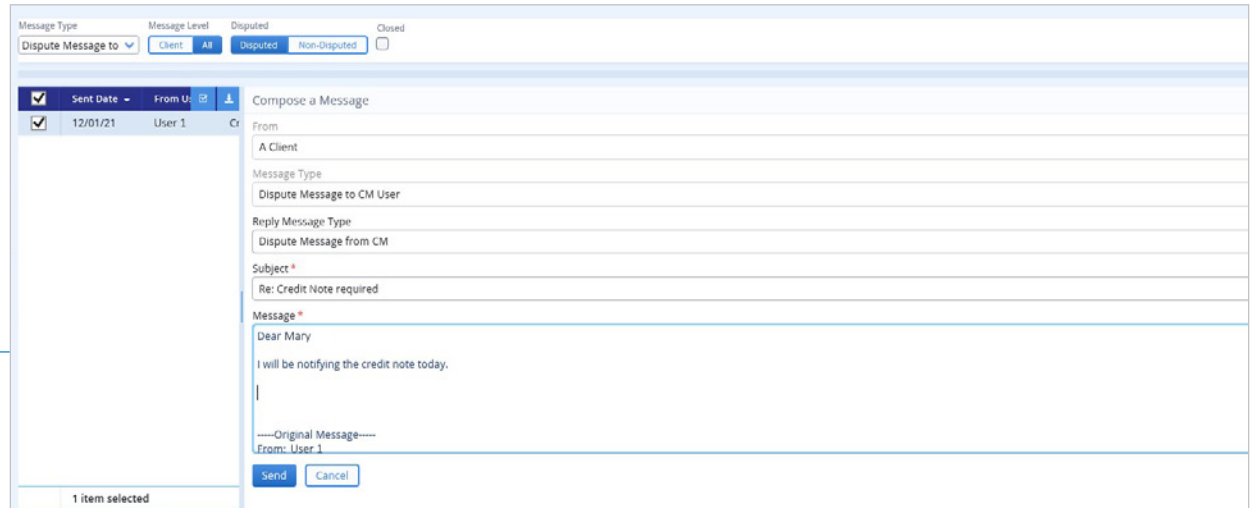 Message Type Message Level Disputed Closed
Dispute Message to Client All Disputed Non-Disputed
Sent Date From Us
12/01/21 User 1 Cr
Compose a Message
From
A Client
Message Type
Dispute Message to CM User
Reply Message Type
Dispute Message from CM
Subject *
Re: Credit Note required
Message *
Dear Mary
I will be notifying the credit note today.
-----Original Message-----
From: User 1
Send Cancel
1 item selected